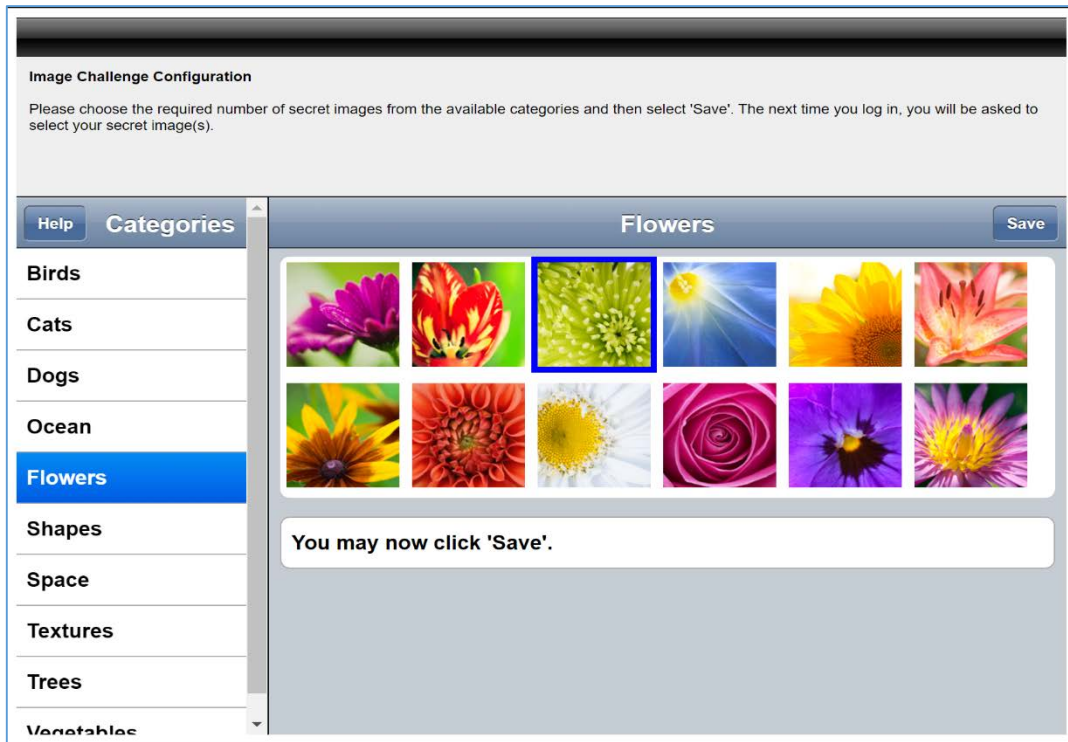 Image Challenge Configuration
Please choose the required number of secret images from the available categories and then select 'Save'. The next time you log in, you will be asked to
select your secret image(s).
Help Categories
Flowers
Save
Birds
Cats
Dogs
Ocean
Flowers
Shapes
Space
Textures
Trees
Vegetables
You may now click 'Save'.